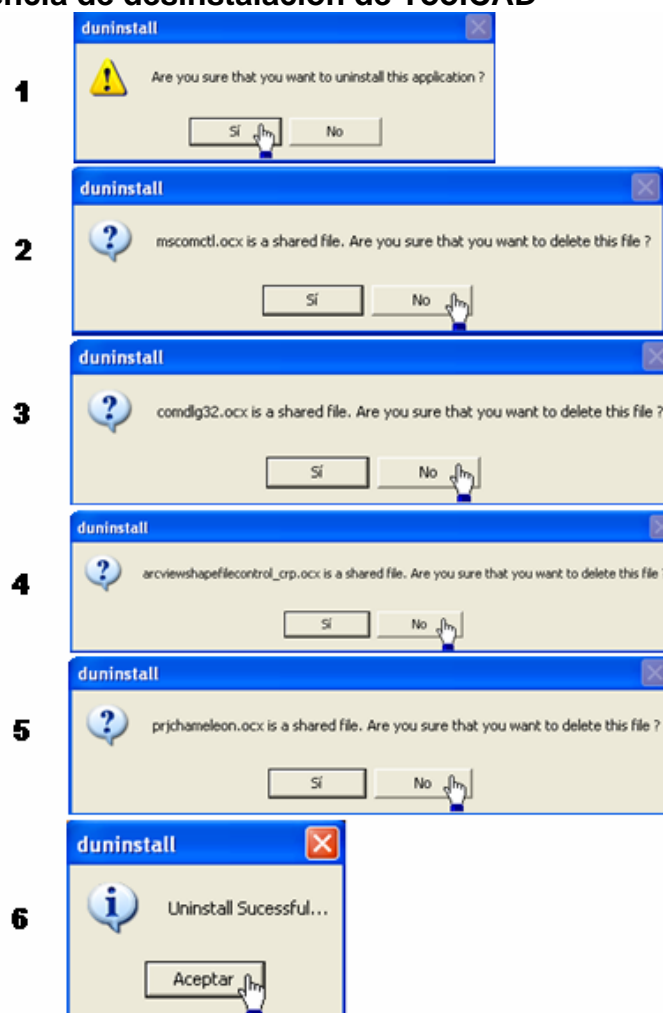 de desinstalación de ToolCAD
duninstall
1
Are you sure that you want to uninstall this application ?
Sí No
duninstall
2
mscomctl.ocx is a shared file. Are you sure that you want to delete this file ?
Sí No
duninstall
3
comdlg32.ocx is a shared file. Are you sure that you want to delete this file ?
Sí No
duninstall
4
arcviewshapefilecontrol_crp.ocx is a shared file. Are you sure that you want to delete this file ?
Sí No
duninstall
5
prjchameleon.ocx is a shared file. Are you sure that you want to delete this file ?
Sí No
duninstall
6
Uninstall Sucessful...
Aceptar